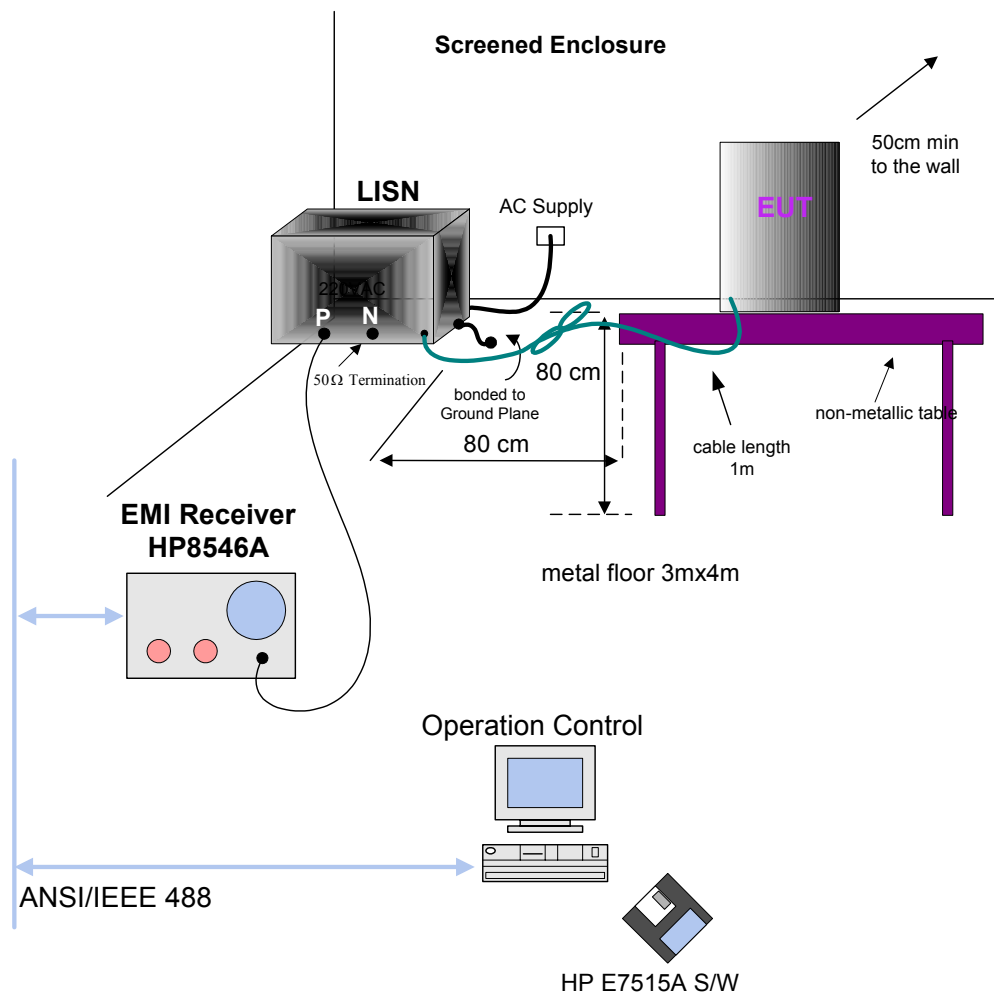 Screened Enclosure
50cm min
to the wall
LISN
AC Supply
EUT
220VAC
P
N
50Ω Termination
bonded to
Ground Plane
80 cm
80 cm
non-metallic table
cable length
1m
EMI Receiver
HP8546A
metal floor 3mx4m
Operation Control
ANSI/IEEE 488
HP E7515A S/W